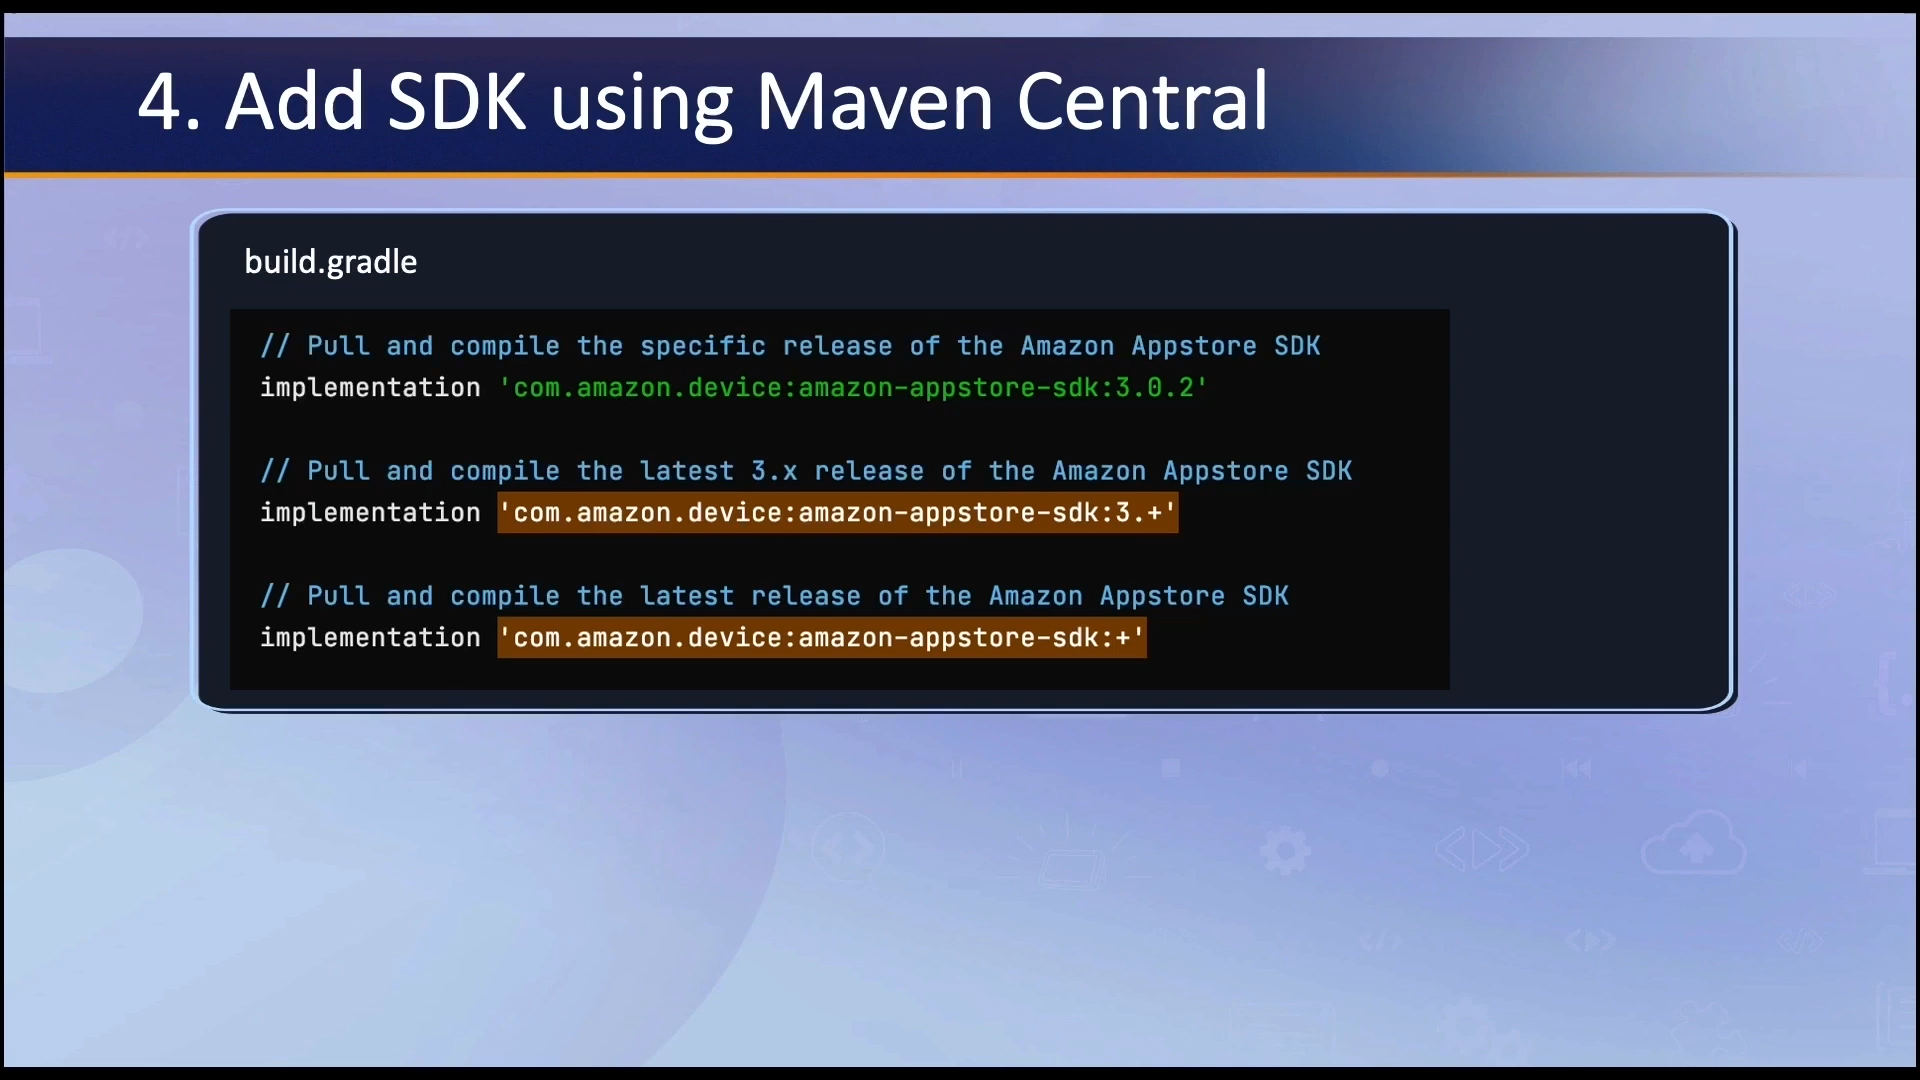 4. Add SDK using Maven Central
build.gradle
// Pull and compile the specific release of the Amazon Appstore SDK
implementation 'com.amazon.device:amazon-appstore-sdk:3.0.2'
// Pull and compile the latest 3.x release of the Amazon Appstore SDK
implementation 'com.amazon.device:amazon-appstore-sdk:3.+'
// Pull and compile the latest release of the Amazon Appstore SDK
implementation 'com.amazon.device:amazon-appstore-sdk:+'